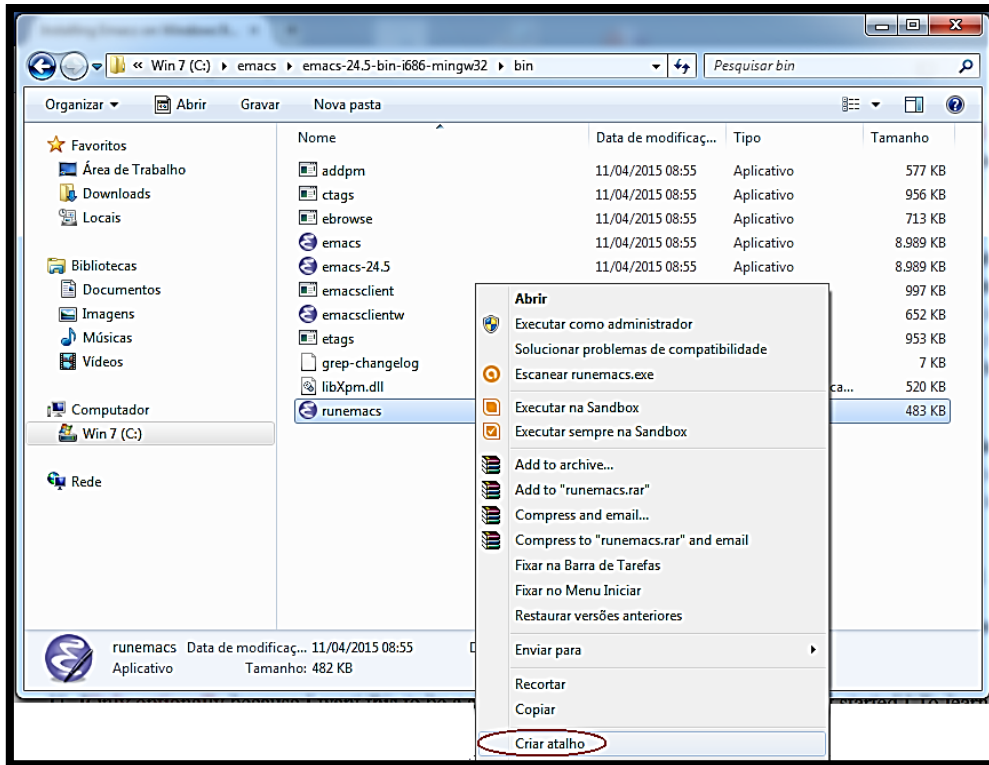 « Win 7 (C:) ▸ emacs ▸ emacs-24.5-bin-i686-mingw32 ▸ bin
Pesquisar bin
Organizar Abrir Gravar Nova pasta
Favoritos
Área de Trabalho
Downloads
Locais
Bibliotecas
Documentos
Imagens
Músicas
Vídeos
Computador
Win 7 (C:)
Rede
Nome Data de modificaç... Tipo Tamanho
addpm 11/04/2015 08:55 Aplicativo 577 KB
ctags 11/04/2015 08:55 Aplicativo 956 KB
ebrowse 11/04/2015 08:55 Aplicativo 713 KB
emacs 11/04/2015 08:55 Aplicativo 8.989 KB
emacs-24.5 11/04/2015 08:55 Aplicativo 8.989 KB
emacsclient 997 KB
emacsclientw 652 KB
etags 953 KB
grep-changelog 7 KB
libXpm.dll ca... 520 KB
runemacs 483 KB
Abrir
Executar como administrador
Solucionar problemas de compatibilidade
Escanear runemacs.exe
Executar na Sandbox
Executar sempre na Sandbox
Add to archive...
Add to "runemacs.rar"
Compress and email...
Compress to "runemacs.rar" and email
Fixar na Barra de Tarefas
Fixar no Menu Iniciar
Restaurar versões anteriores
Enviar para
Recortar
Copiar
Criar atalho
runemacs Data de modificaç... 11/04/2015 08:55
Aplicativo Tamanho: 482 KB